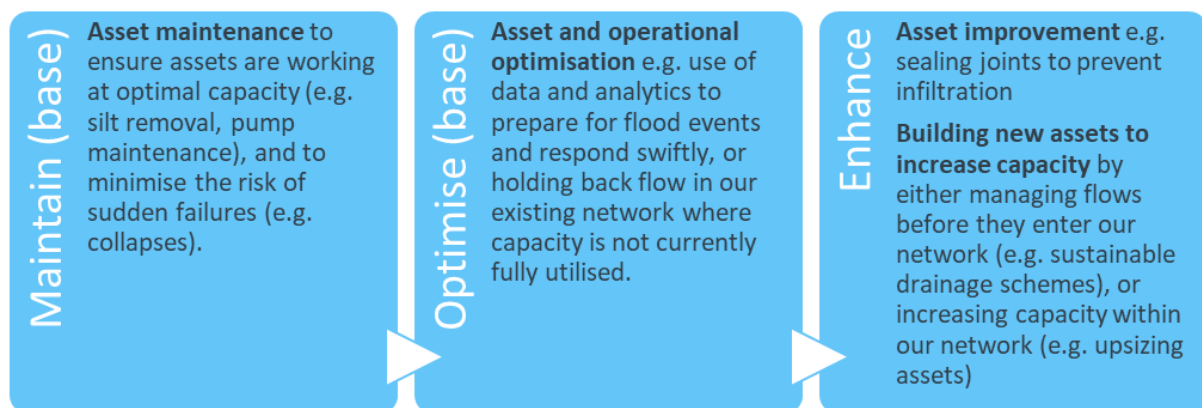 Maintain (base)
Asset maintenance to
ensure assets are working
at optimal capacity (e.g.
silt removal, pump
maintenance), and to
minimise the risk of
sudden failures (e.g.
collapses).
Optimise (base)
Asset and operational
optimisation e.g. use of
data and analytics to
prepare for flood events
and respond swiftly, or
holding back flow in our
existing network where
capacity is not currently
fully utilised.
Enhance
Asset improvement e.g.
sealing joints to prevent
infiltration
Building new assets to
increase capacity by
either managing flows
before they enter our
network (e.g. sustainable
drainage schemes), or
increasing capacity within
our network (e.g. upsizing
assets)